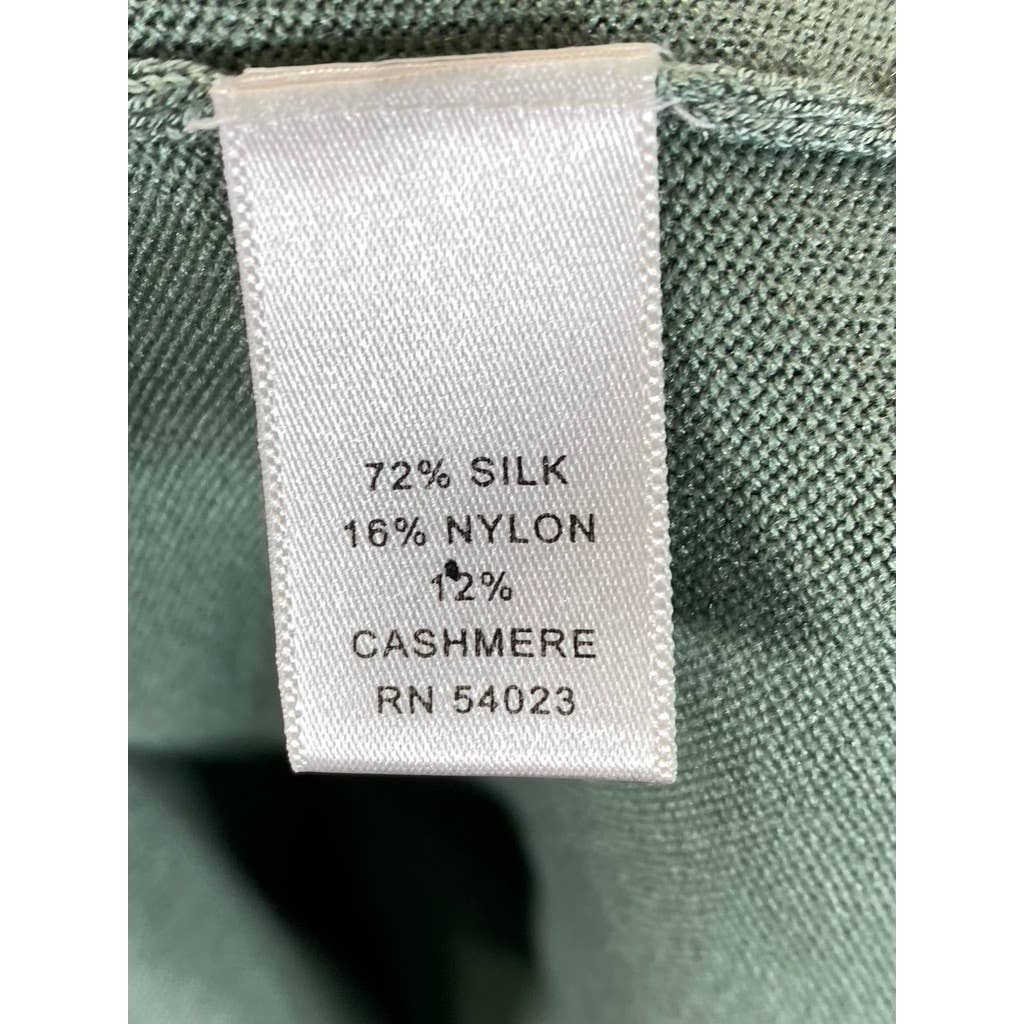 72% SILK
16% NYLON
12%
CASHMERE
RN 54023